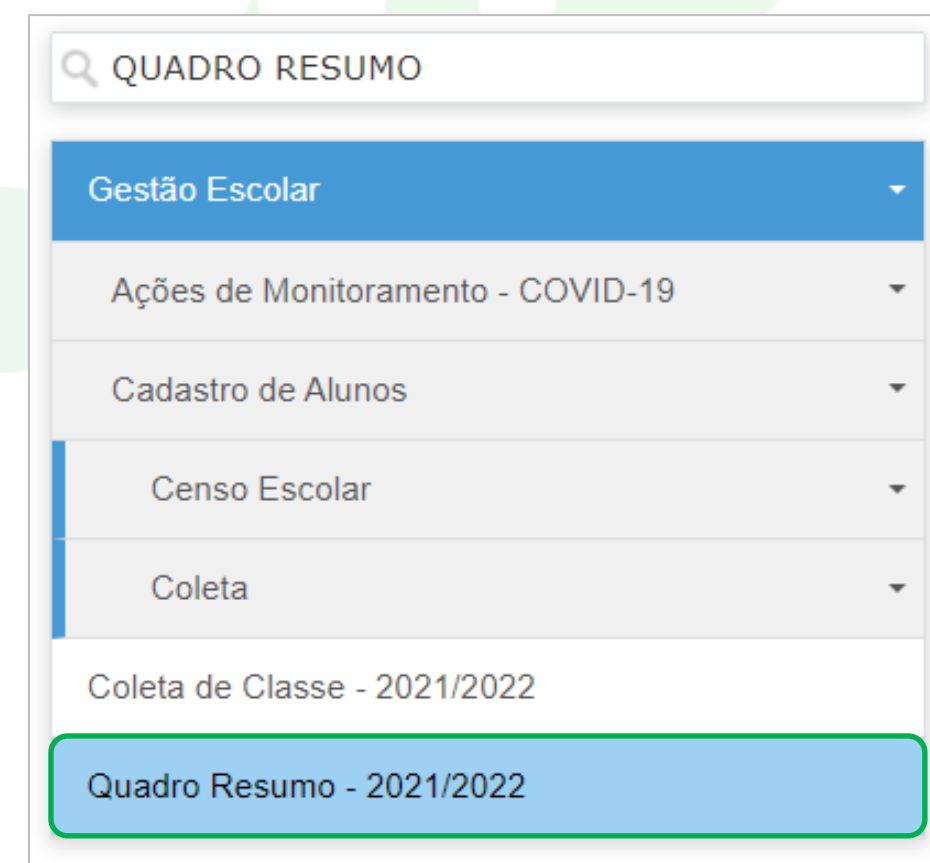 QUADRO RESUMO
Gestão Escolar
Ações de Monitoramento - COVID-19
Cadastro de Alunos
Censo Escolar
Coleta
Coleta de Classe - 2021/2022
Quadro Resumo - 2021/2022